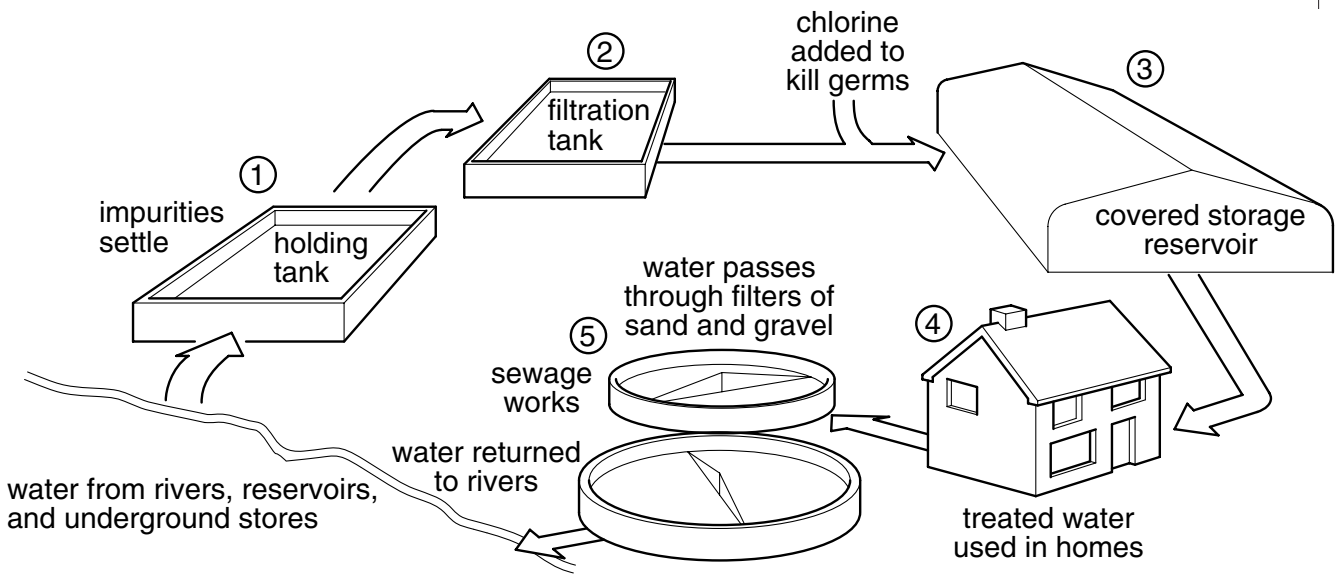 1
impurities
settle
holding
tank
2
filtration
tank
chlorine
added to
kill germs
3
covered storage
reservoir
4
treated water
used in homes
water passes
through filters of
sand and gravel
5
sewage
works
water returned
to rivers
water from rivers, reservoirs,
and underground stores